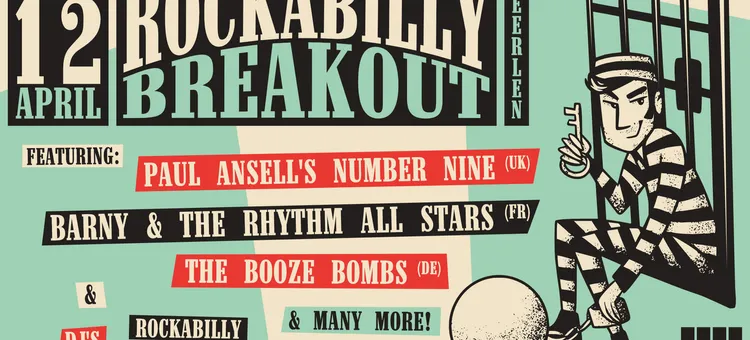 12
APRIL
ROCKABILLY
BREAKOUT
FEATURING:
PAUL ANSELL'S NUMBER NINE (UK)
BARNY & THE RHYTHM ALL STARS (FR)
THE BOOZE BOMBS (DE)
&
& MANY MORE!
DJ'S
ROCKABILLY